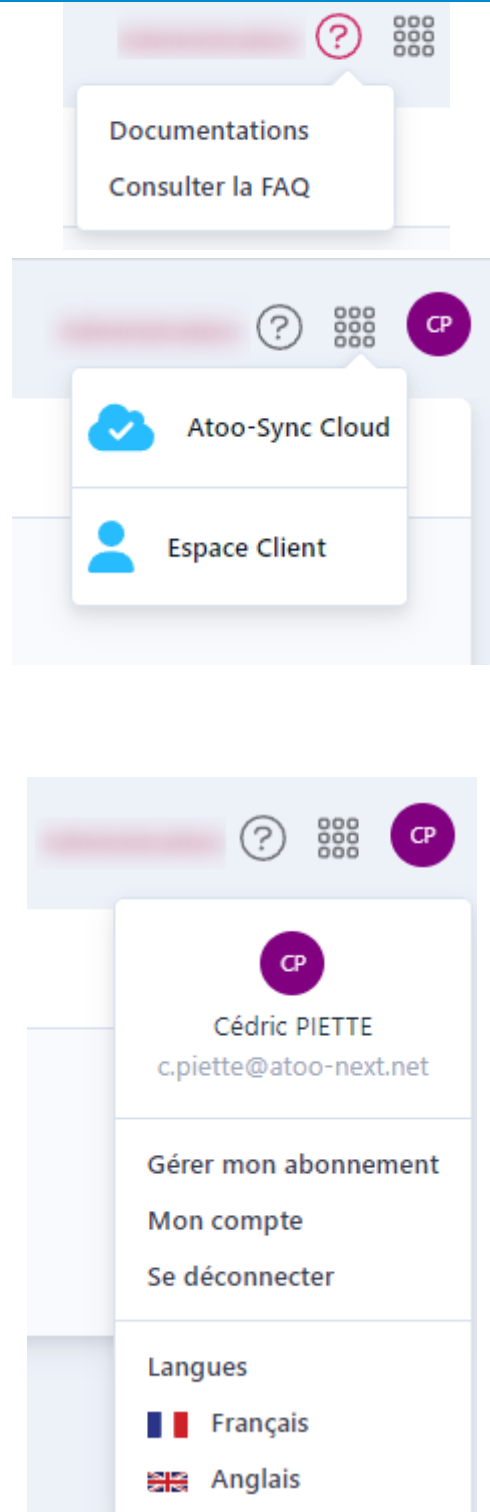 Documentations
Consulter la FAQ
CP
Atoo-Sync Cloud
Espace Client
CP
CP
Cédric PIETTE
c.piette@atoo-next.net
Gérer mon abonnement
Mon compte
Se déconnecter
Langues
Français
Anglais